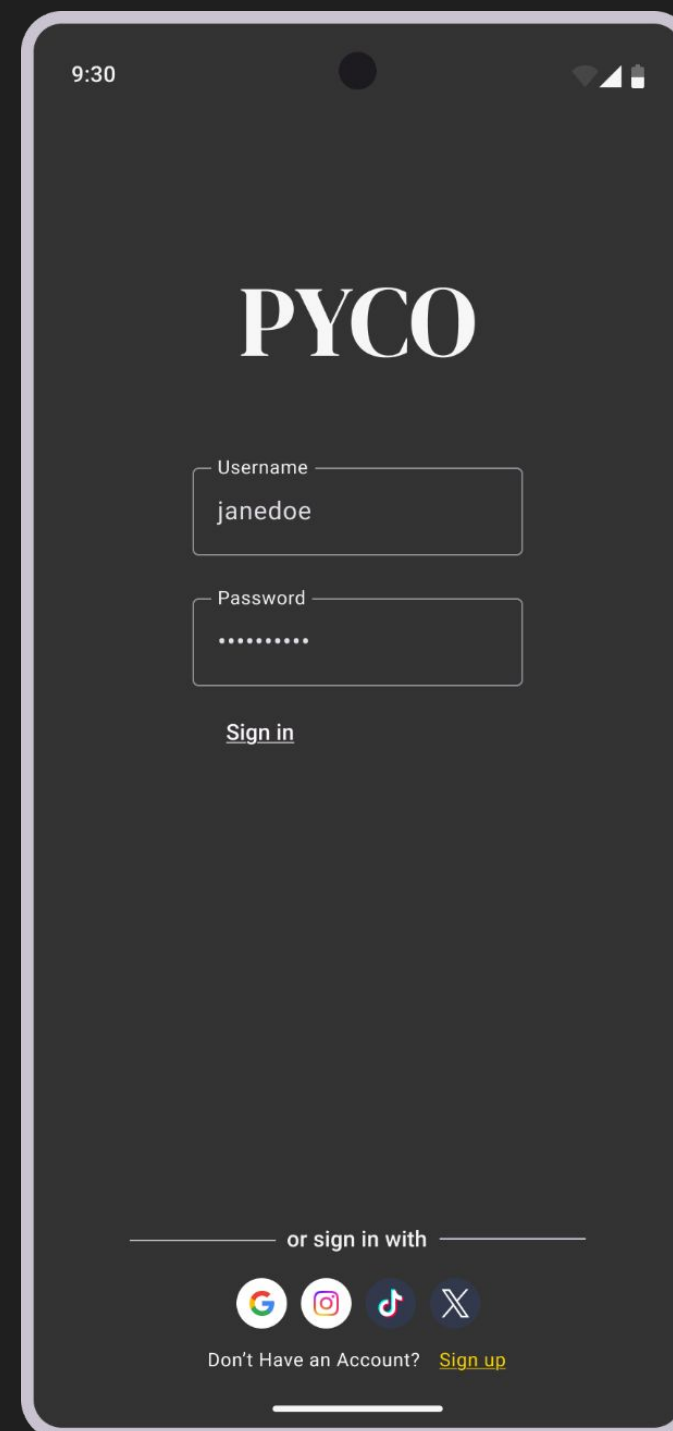 9:30
PYCO
Username
janedoe
Password
••••••••••
Sign in
or sign in with
Don't Have an Account? Sign up